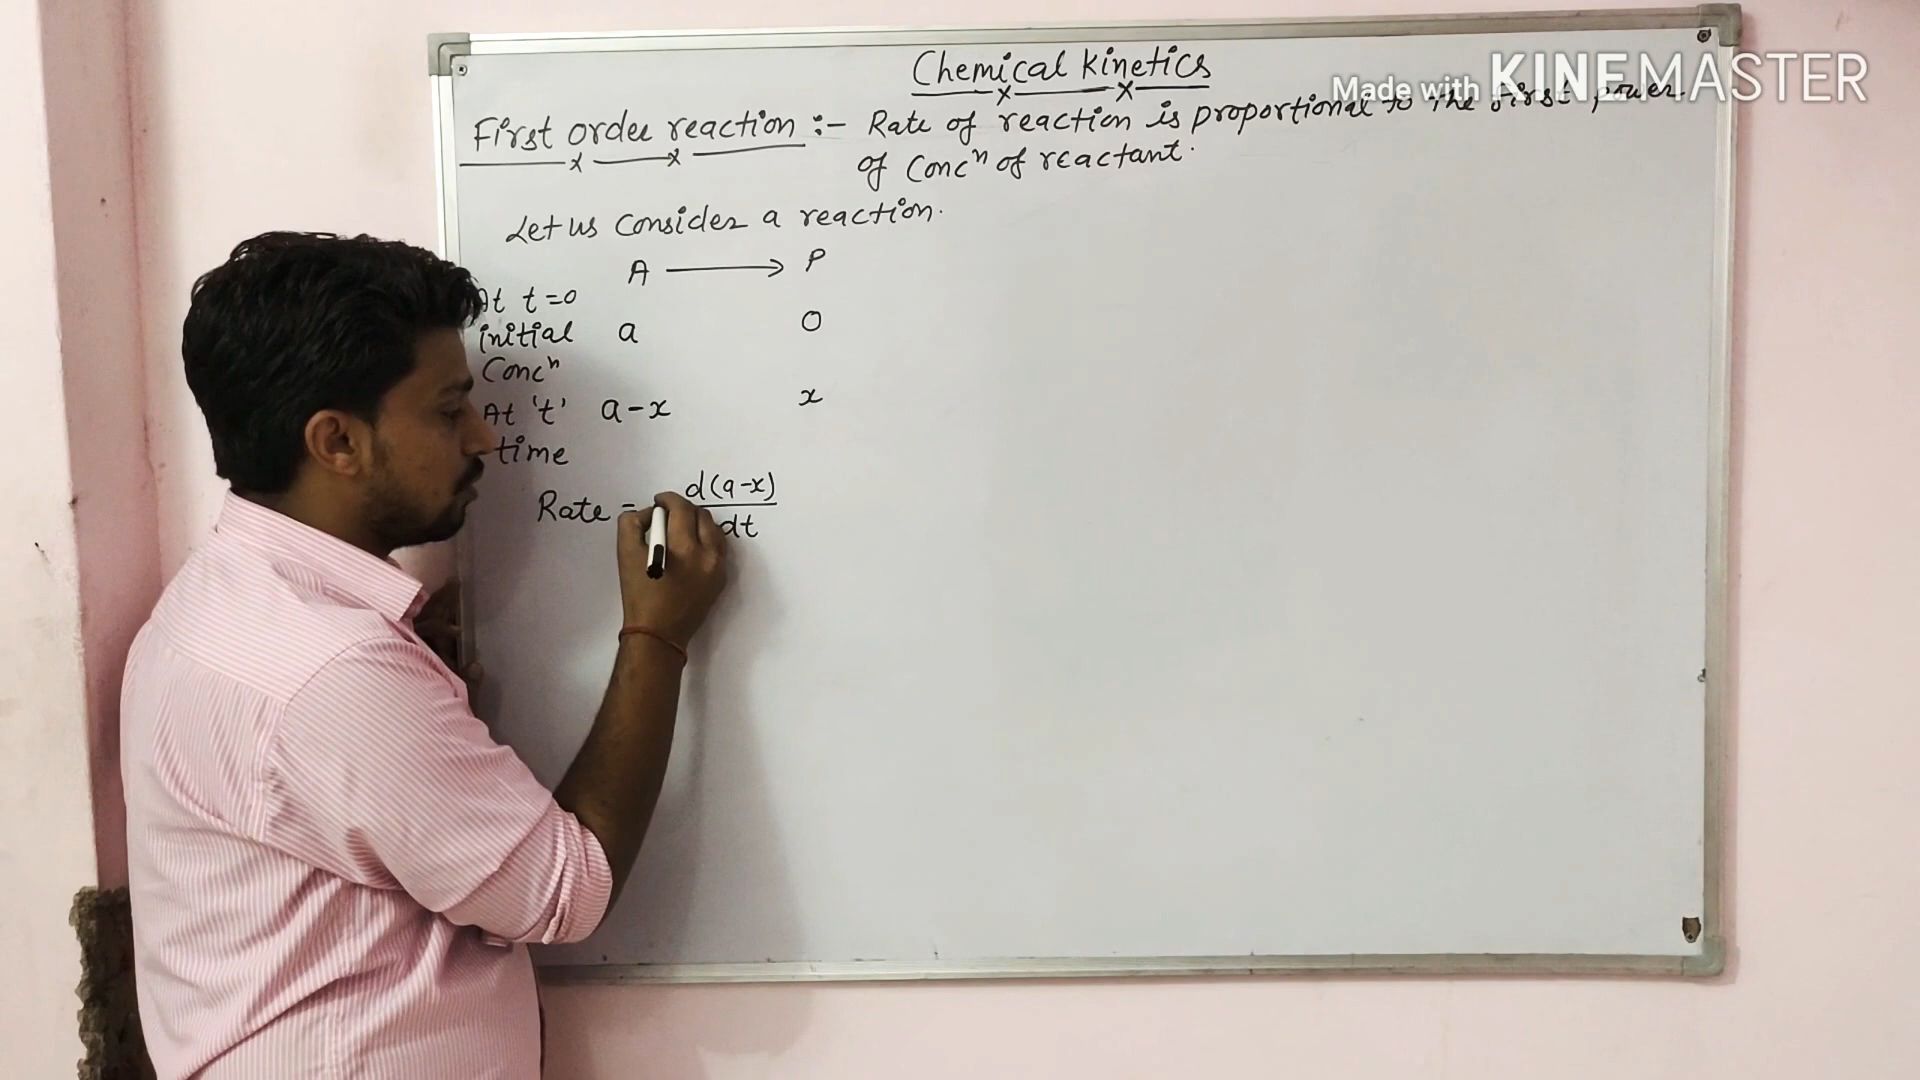 Chemical kinetics
Made with KINEMASTER
First order reaction :- Rate of reaction is proportional to the first power
of Concⁿ of reactant.
Let us Consider a reaction.
A ⟶ P
At t=0
initial a 0
Concⁿ
At 't' a-x x
time
Rate = d(a-x)
dt